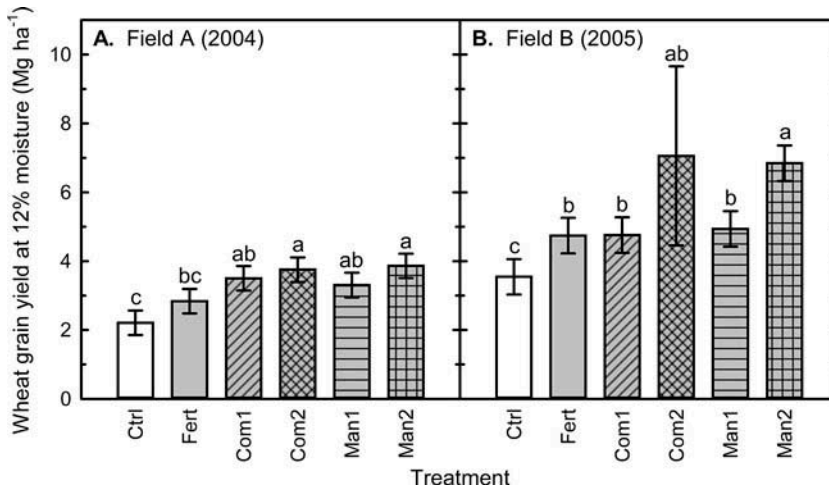 A. Field A (2004)
B. Field B (2005)
Wheat grain yield at 12% moisture (Mg ha⁻¹)
10
8
6
4
2
0
c
bc
ab
a
ab
a
c
b
b
ab
b
a
Ctrl
Fert
Com1
Com2
Man1
Man2
Ctrl
Fert
Com1
Com2
Man1
Man2
Treatment